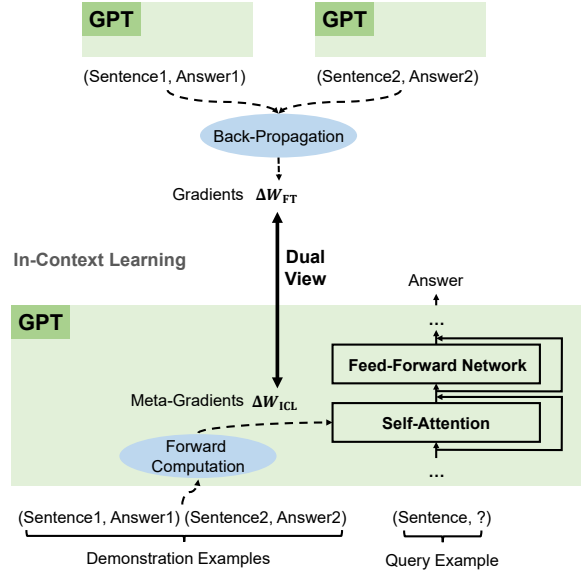 GPT
GPT
(Sentence1, Answer1)
(Sentence2, Answer2)
Back-Propagation
Gradients ΔW_FT
In-Context Learning
Dual
View
Answer
...
GPT
Feed-Forward Network
Meta-Gradients ΔW_ICL
Self-Attention
Forward
Computation
...
(Sentence1, Answer1) (Sentence2, Answer2)
(Sentence, ?)
Demonstration Examples
Query Example